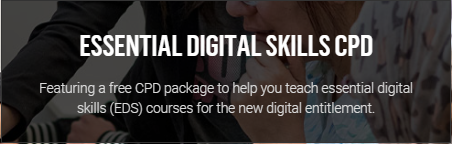 ESSENTIAL DIGITAL SKILLS CPD
Featuring a free CPD package to help you teach essential digital
skills (EDS) courses for the new digital entitlement.